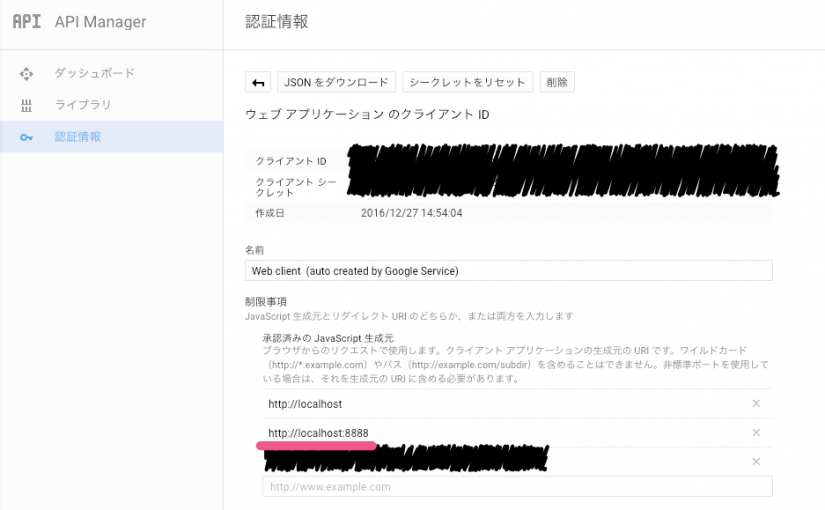 API API Manager
認証情報
ダッシュボード
ライブラリ
認証情報
JSON をダウンロード シークレットをリセット 削除
ウェブ アプリケーション のクライアント ID
クライアント ID
クライアント シー
クレット
作成日 2016/12/27 14:54:04
名前
Web client (auto created by Google Service)
制限事項
JavaScript 生成元とリダイレクト URI のどちらか、または両方を入力します
承認済みの JavaScript 生成元
ブラウザからのリクエストで使用します。クライアント アプリケーションの生成元の URI です。ワイルドカード
（http://*.example.com）やパス（http://example.com/subdir）を含めることはできません。非標準ポートを使用して
いる場合は、それを生成元の URI に含める必要があります。
http://localhost
http://localhost:8888
http://www.example.com